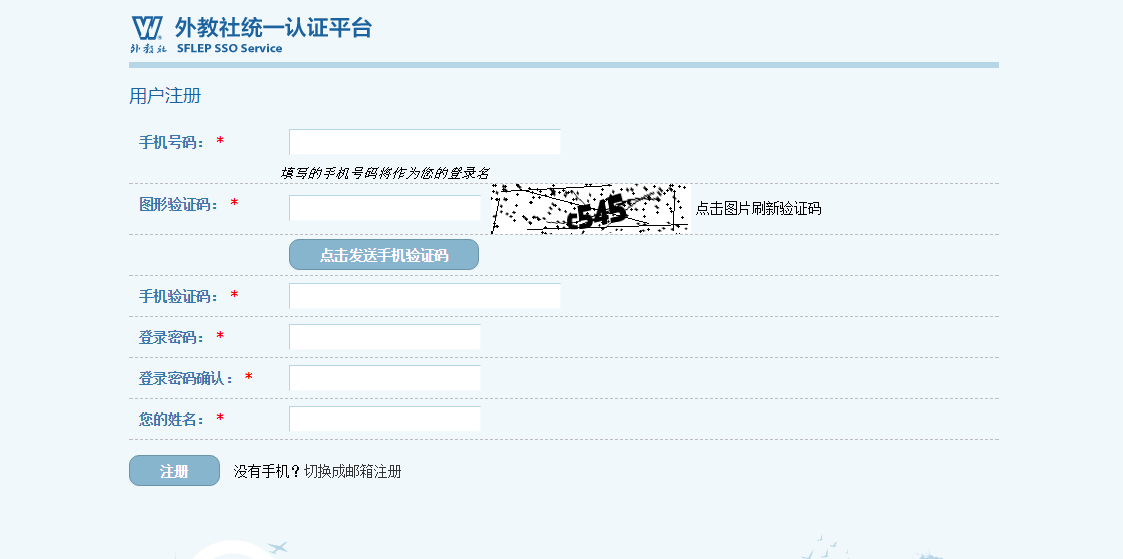 外教社统一认证平台
外教社 SFLEP SSO Service
用户注册
手机号码： *
填写的手机号码将作为您的登录名
图形验证码： * c545 点击图片刷新验证码
点击发送手机验证码
手机验证码： *
登录密码： *
登录密码确认： *
您的姓名： *
注册 没有手机？切换成邮箱注册